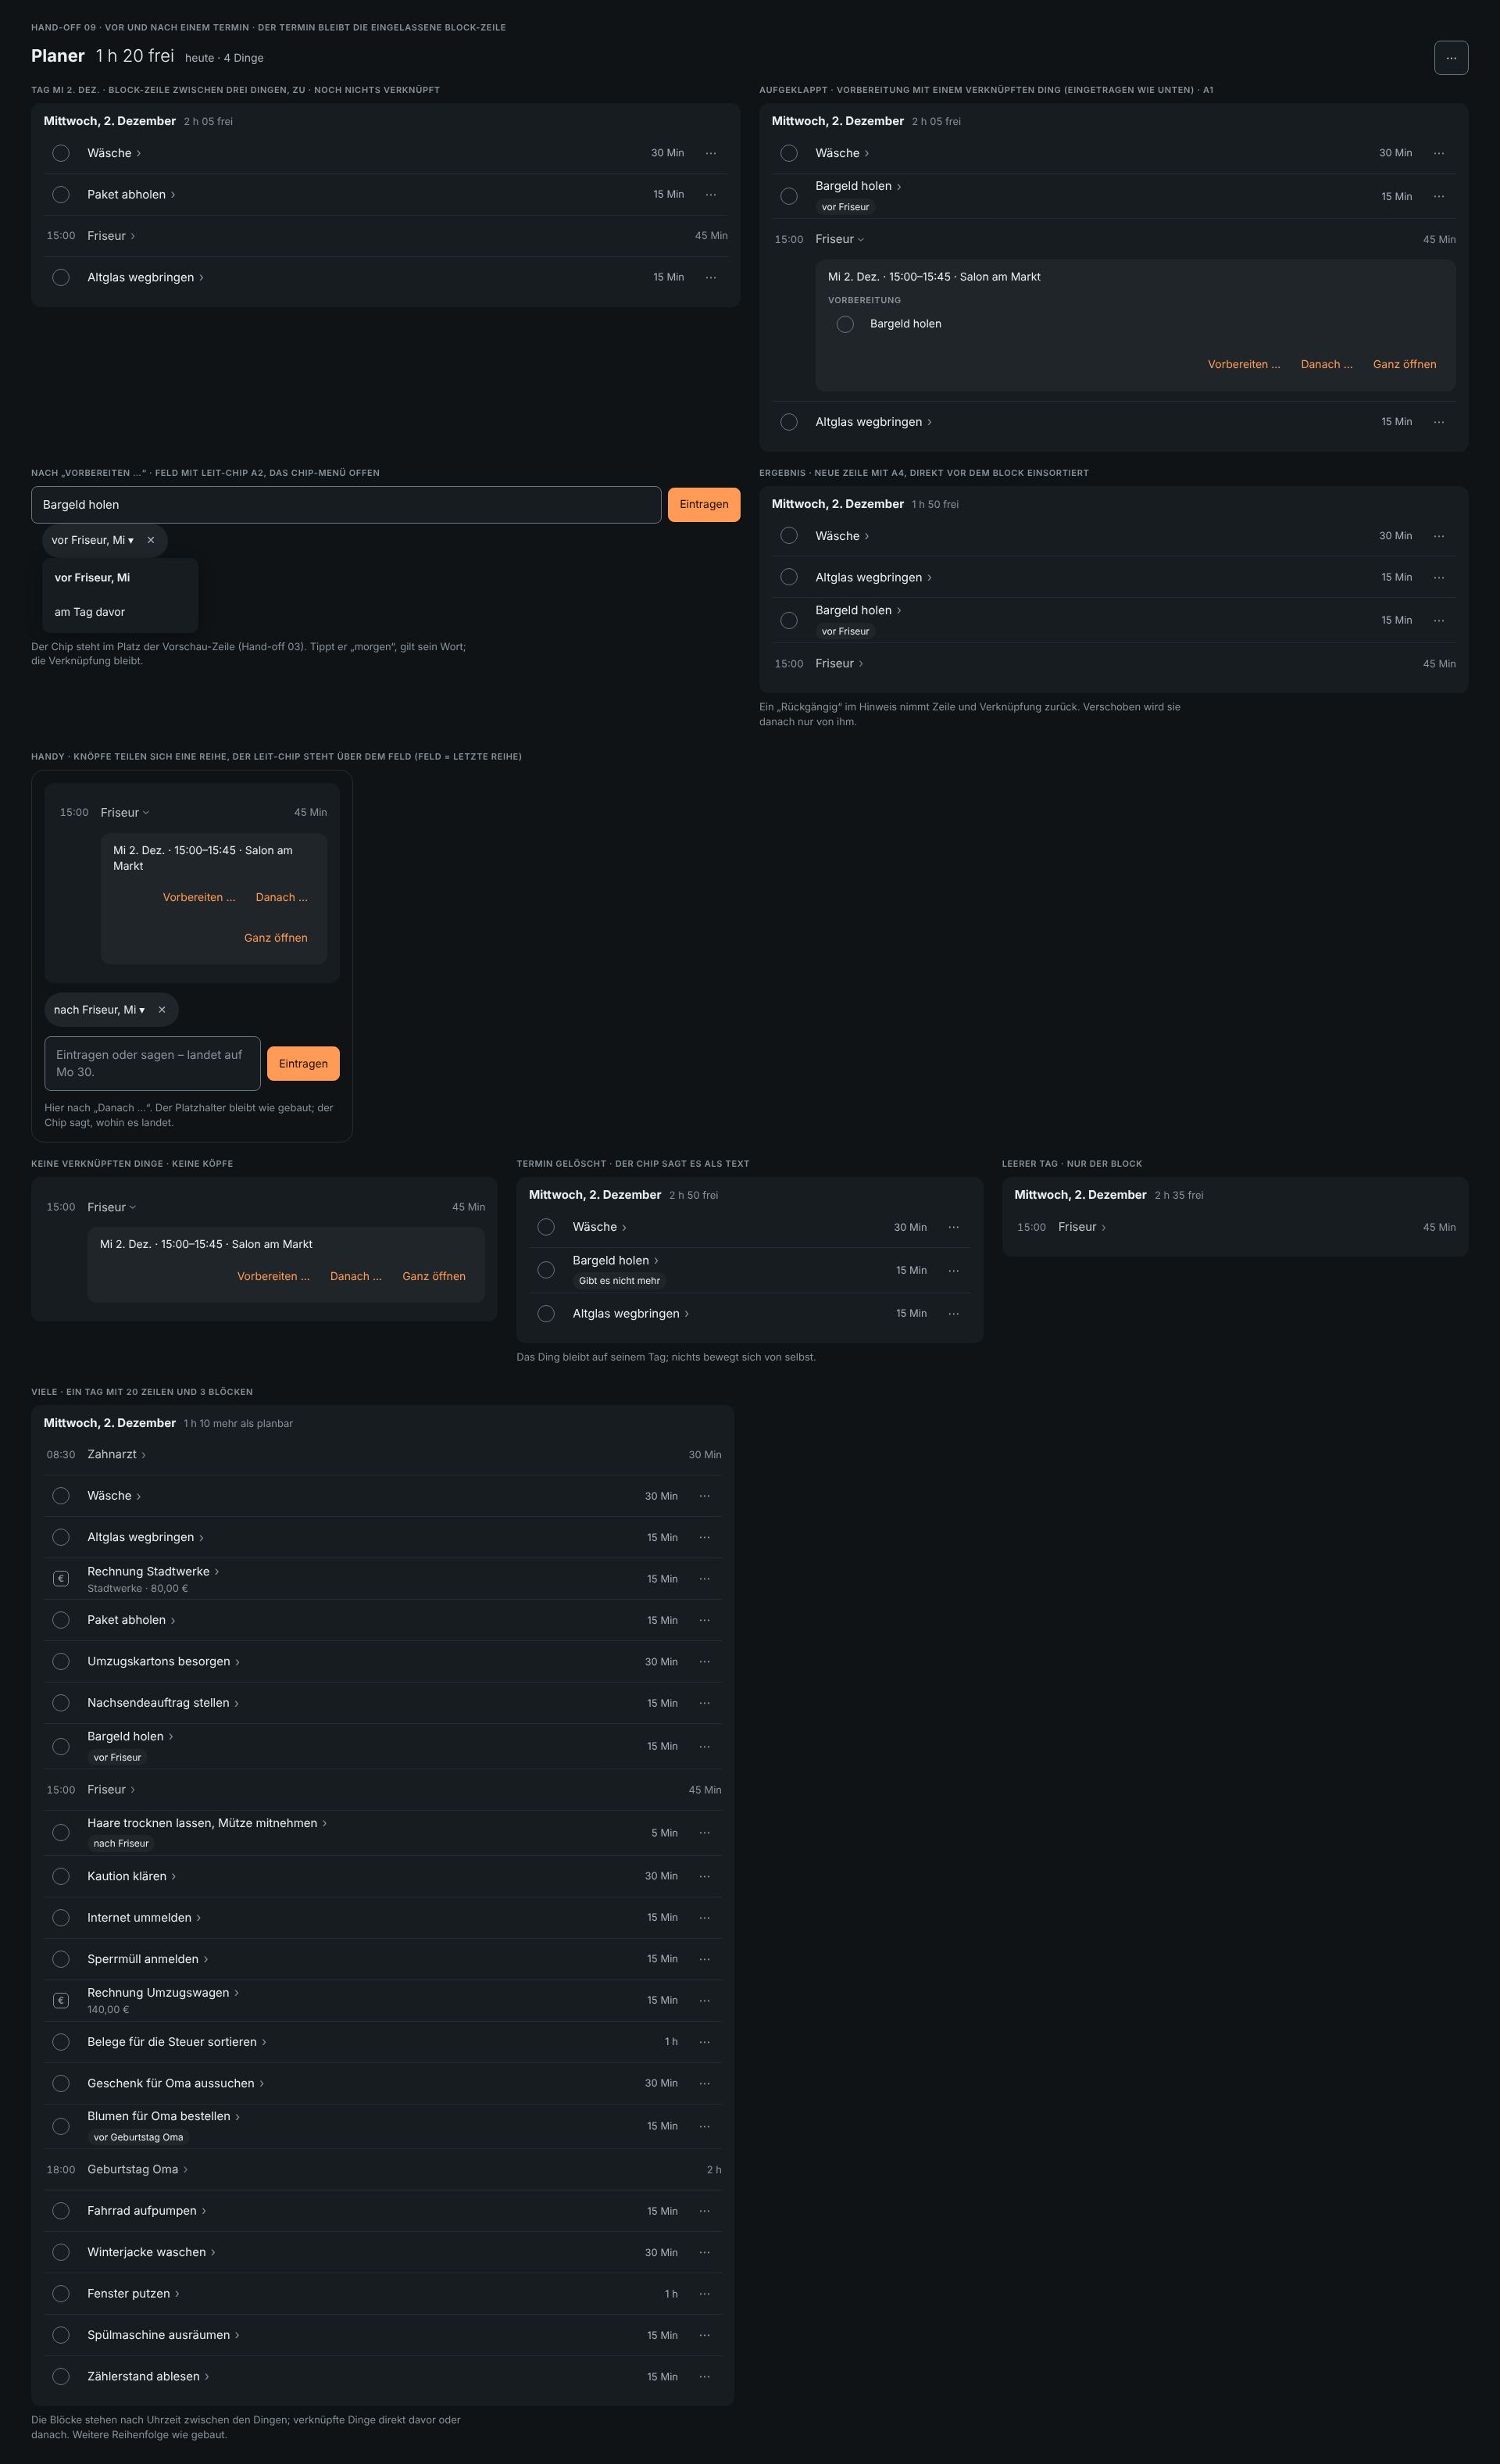 HAND-OFF 09 · VOR UND NACH EINEM TERMIN · DER TERMIN BLEIBT DIE EINGELASSENE BLOCK-ZEILE
Planer 1 h 20 frei heute · 4 Dinge
…
TAG MI 2. DEZ. · BLOCK-ZEILE ZWISCHEN DREI DINGEN, ZU · NOCH NICHTS VERKNÜPFT
Mittwoch, 2. Dezember 2 h 05 frei
Wäsche › 30 Min …
Paket abholen › 15 Min …
15:00 Friseur › 45 Min
Altglas wegbringen › 15 Min …
AUFGEKLAPPT · VORBEREITUNG MIT EINEM VERKNÜPFTEN DING (EINGETRAGEN WIE UNTEN) · A1
Mittwoch, 2. Dezember 2 h 05 frei
Wäsche › 30 Min …
Bargeld holen › 15 Min …
vor Friseur
15:00 Friseur 45 Min
Mi 2. Dez. · 15:00–15:45 · Salon am Markt
VORBEREITUNG
Bargeld holen
Vorbereiten … Danach … Ganz öffnen
Altglas wegbringen › 15 Min …
NACH „VORBEREITEN …“ · FELD MIT LEIT-CHIP A2, DAS CHIP-MENÜ OFFEN
Bargeld holen Eintragen
vor Friseur, Mi ▾ ✕
vor Friseur, Mi
am Tag davor
Der Chip steht im Platz der Vorschau-Zeile (Hand-off 03). Tippt er „morgen“, gilt sein Wort;
die Verknüpfung bleibt.
ERGEBNIS · NEUE ZEILE MIT A4, DIREKT VOR DEM BLOCK EINSORTIERT
Mittwoch, 2. Dezember 1 h 50 frei
Wäsche › 30 Min …
Altglas wegbringen › 15 Min …
Bargeld holen › 15 Min …
vor Friseur
15:00 Friseur › 45 Min
Ein „Rückgängig“ im Hinweis nimmt Zeile und Verknüpfung zurück. Verschoben wird sie
danach nur von ihm.
HANDY · KNÖPFE TEILEN SICH EINE REIHE, DER LEIT-CHIP STEHT ÜBER DEM FELD (FELD = LETZTE REIHE)
15:00 Friseur 45 Min
Mi 2. Dez. · 15:00–15:45 · Salon am
Markt
Vorbereiten … Danach …
Ganz öffnen
nach Friseur, Mi ▾ ✕
Eintragen oder sagen – landet auf
Mo 30.
Eintragen
Hier nach „Danach …“. Der Platzhalter bleibt wie gebaut; der
Chip sagt, wohin es landet.
KEINE VERKNÜPFTEN DINGE · KEINE KÖPFE
15:00 Friseur 45 Min
Mi 2. Dez. · 15:00–15:45 · Salon am Markt
Vorbereiten … Danach … Ganz öffnen
TERMIN GELÖSCHT · DER CHIP SAGT ES ALS TEXT
Mittwoch, 2. Dezember 2 h 50 frei
Wäsche › 30 Min …
Bargeld holen › 15 Min …
Gibt es nicht mehr
Altglas wegbringen › 15 Min …
Das Ding bleibt auf seinem Tag; nichts bewegt sich von selbst.
LEERER TAG · NUR DER BLOCK
Mittwoch, 2. Dezember 2 h 35 frei
15:00 Friseur › 45 Min
VIELE · EIN TAG MIT 20 ZEILEN UND 3 BLÖCKEN
Mittwoch, 2. Dezember 1 h 10 mehr als planbar
08:30 Zahnarzt › 30 Min
Wäsche › 30 Min …
Altglas wegbringen › 15 Min …
€ Rechnung Stadtwerke › 15 Min …
Stadtwerke · 80,00 €
Paket abholen › 15 Min …
Umzugskartons besorgen › 30 Min …
Nachsendeauftrag stellen › 15 Min …
Bargeld holen › 15 Min …
vor Friseur
15:00 Friseur › 45 Min
Haare trocknen lassen, Mütze mitnehmen › 5 Min …
nach Friseur
Kaution klären › 30 Min …
Internet ummelden › 15 Min …
Sperrmüll anmelden › 15 Min …
€ Rechnung Umzugswagen › 15 Min …
140,00 €
Belege für die Steuer sortieren › 1 h …
Geschenk für Oma aussuchen › 30 Min …
Blumen für Oma bestellen › 15 Min …
vor Geburtstag Oma
18:00 Geburtstag Oma › 2 h
Fahrrad aufpumpen › 15 Min …
Winterjacke waschen › 30 Min …
Fenster putzen › 1 h …
Spülmaschine ausräumen › 15 Min …
Zählerstand ablesen › 15 Min …
Die Blöcke stehen nach Uhrzeit zwischen den Dingen; verknüpfte Dinge direkt davor oder
danach. Weitere Reihenfolge wie gebaut.